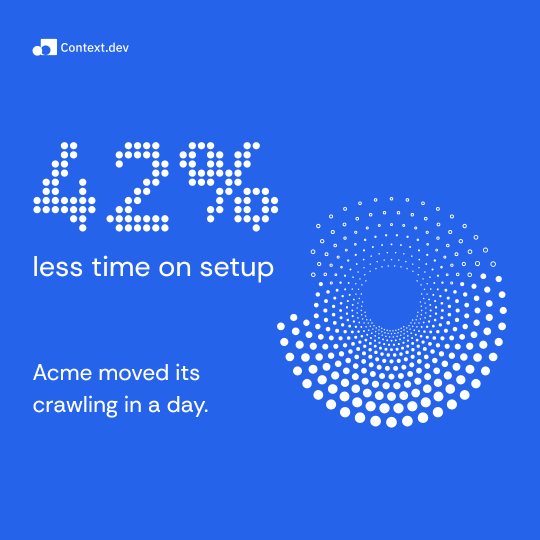 Context.dev
42%
less time on setup
Acme moved its
crawling in a day.